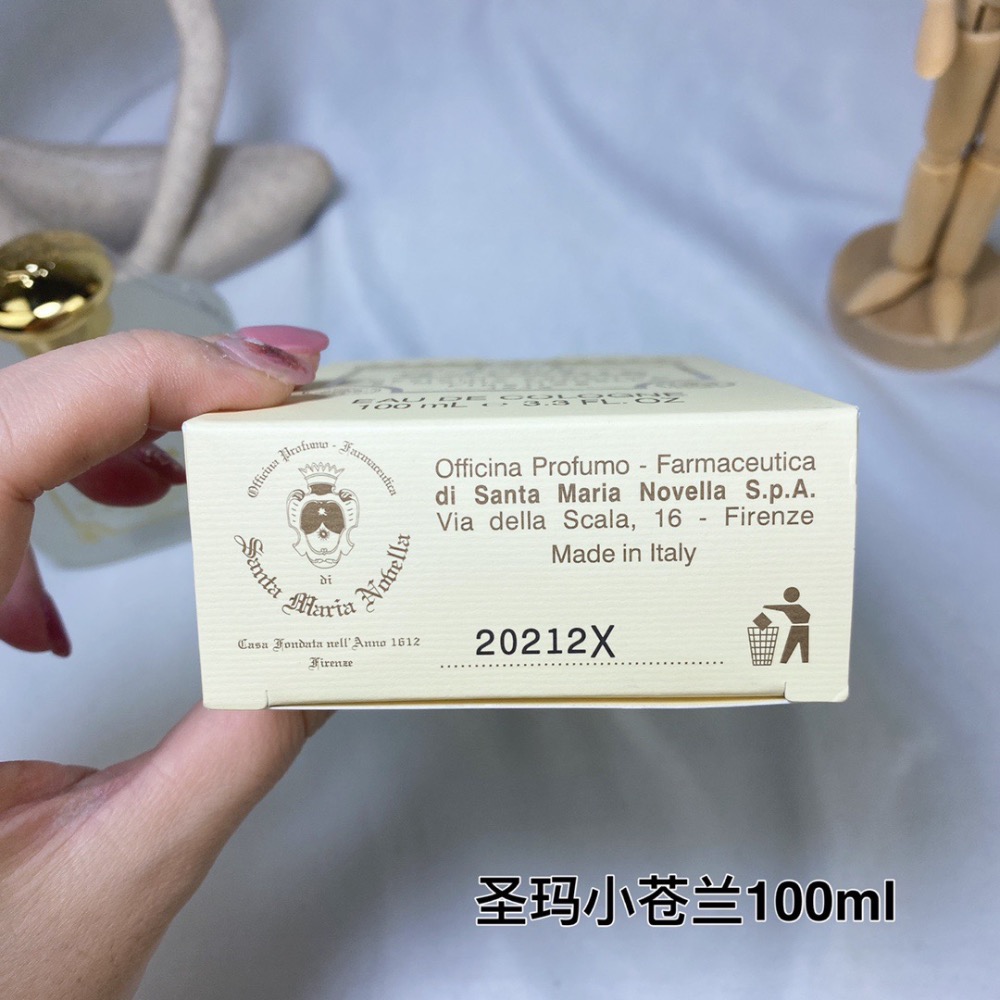 EAU DE COLOGNE
100 mL ℮ 3.3 FL. OZ
Officina Profumo - Farmaceutica
di
Santa Maria Novella
Casa Fondata nell'Anno 1612
Firenze
Officina Profumo - Farmaceutica
di Santa Maria Novella S.p.A.
Via della Scala, 16 - Firenze
Made in Italy
20212X
圣玛小苍兰100ml